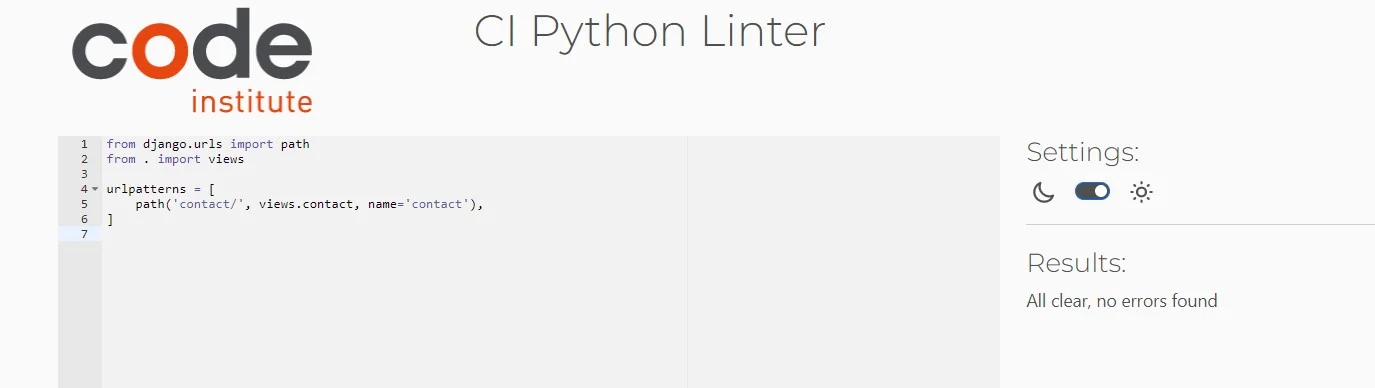 code
institute
CI Python Linter
1 from django.urls import path
2 from . import views
3
4 urlpatterns = [
5     path('contact/', views.contact, name='contact'),
6 ]
7
Settings:
Results:
All clear, no errors found